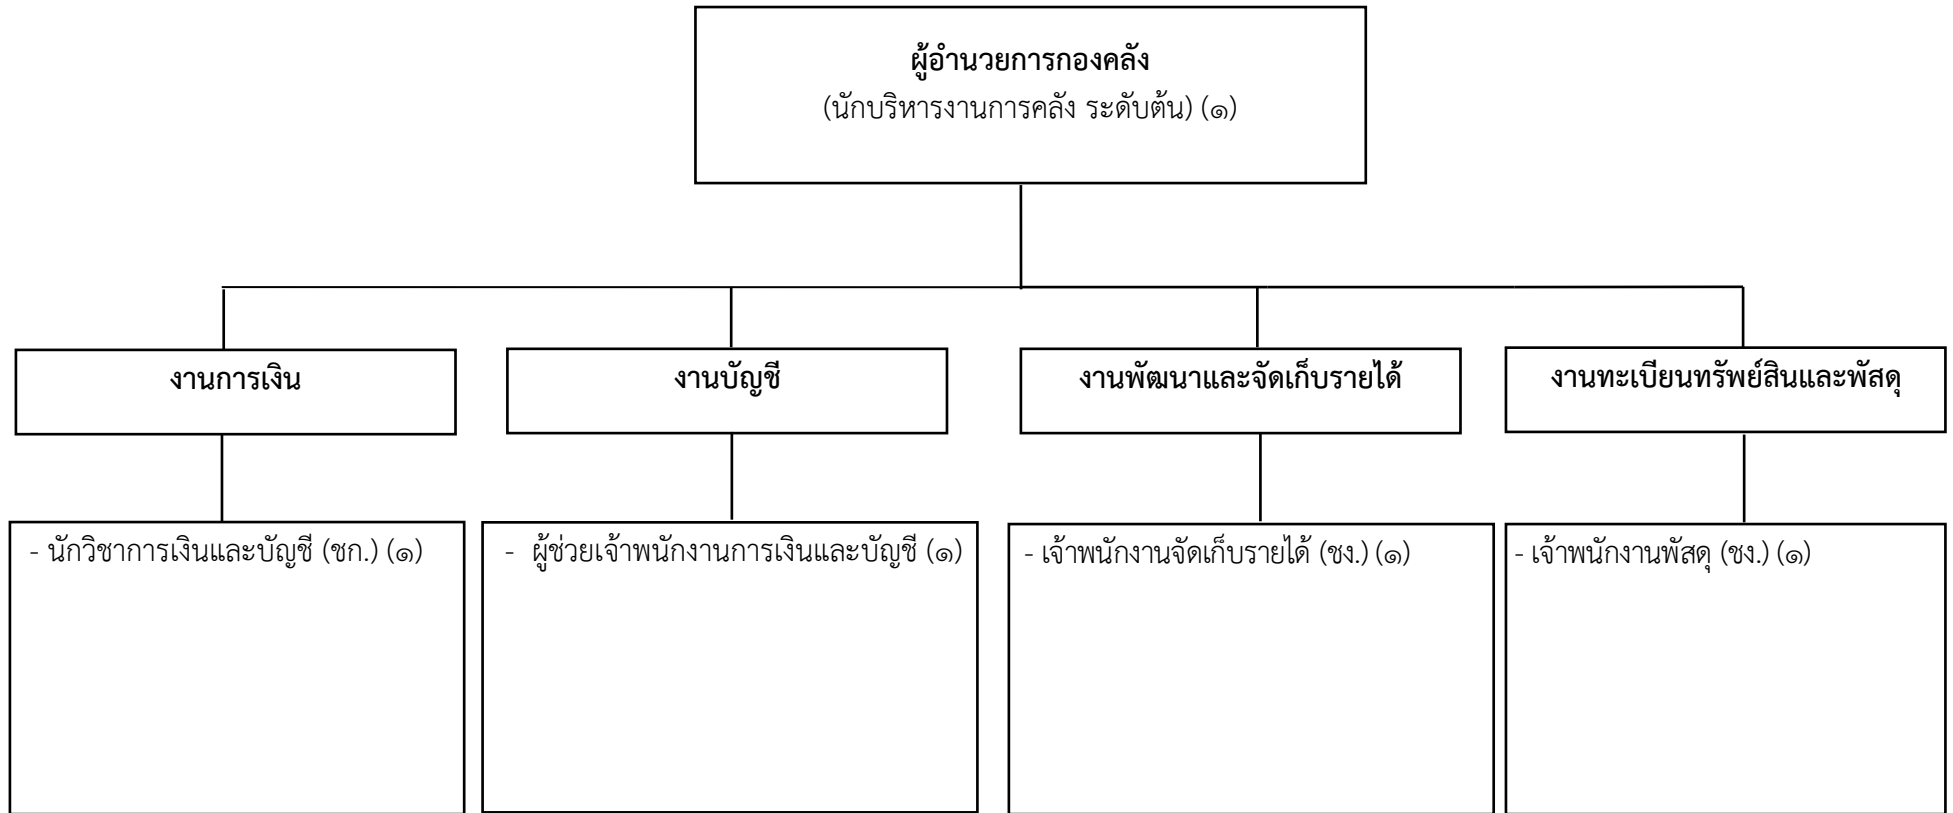 ผู้อำนวยการกองคลัง
(นักบริหารงานการคลัง ระดับต้น) (๑)
งานการเงิน
งานบัญชี
งานพัฒนาและจัดเก็บรายได้
งานทะเบียนทรัพย์สินและพัสดุ
- นักวิชาการเงินและบัญชี (ชก.) (๑)
- ผู้ช่วยเจ้าพนักงานการเงินและบัญชี (๑)
- เจ้าพนักงานจัดเก็บรายได้ (ชง.) (๑)
- เจ้าพนักงานพัสดุ (ชง.) (๑)